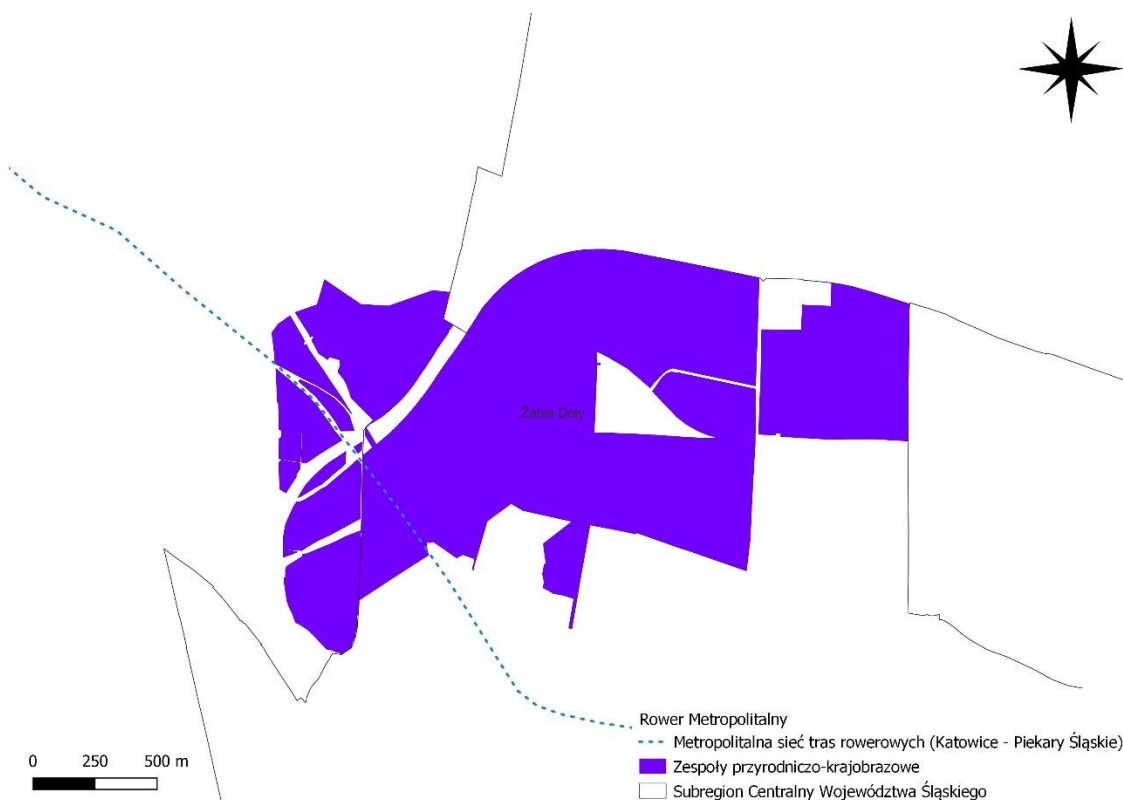 Żabie Doły
Rower Metropolitalny
Metropolitalna sieć tras rowerowych (Katowice - Piekary Śląskie)
Zespoły przyrodniczo-krajobrazowe
Subregion Centralny Województwa Śląskiego
0 250 500 m